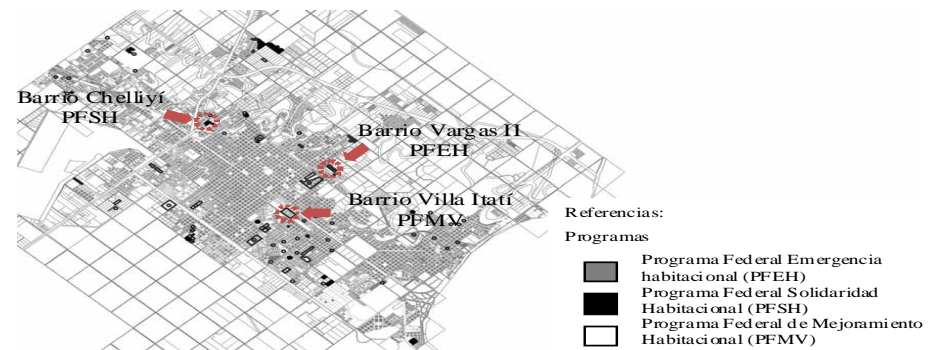 Barrio Chelliyí
PFSH
Barrio Vargas II
PFEH
Barrio Villa Itatí
PFMV
Referencias:
Programas
Programa Federal Emergencia
habitacional (PFEH)
Programa Federal Solidaridad
Habitacional (PFSH)
Programa Federal de Mejoramiento
Habitacional (PFMV)